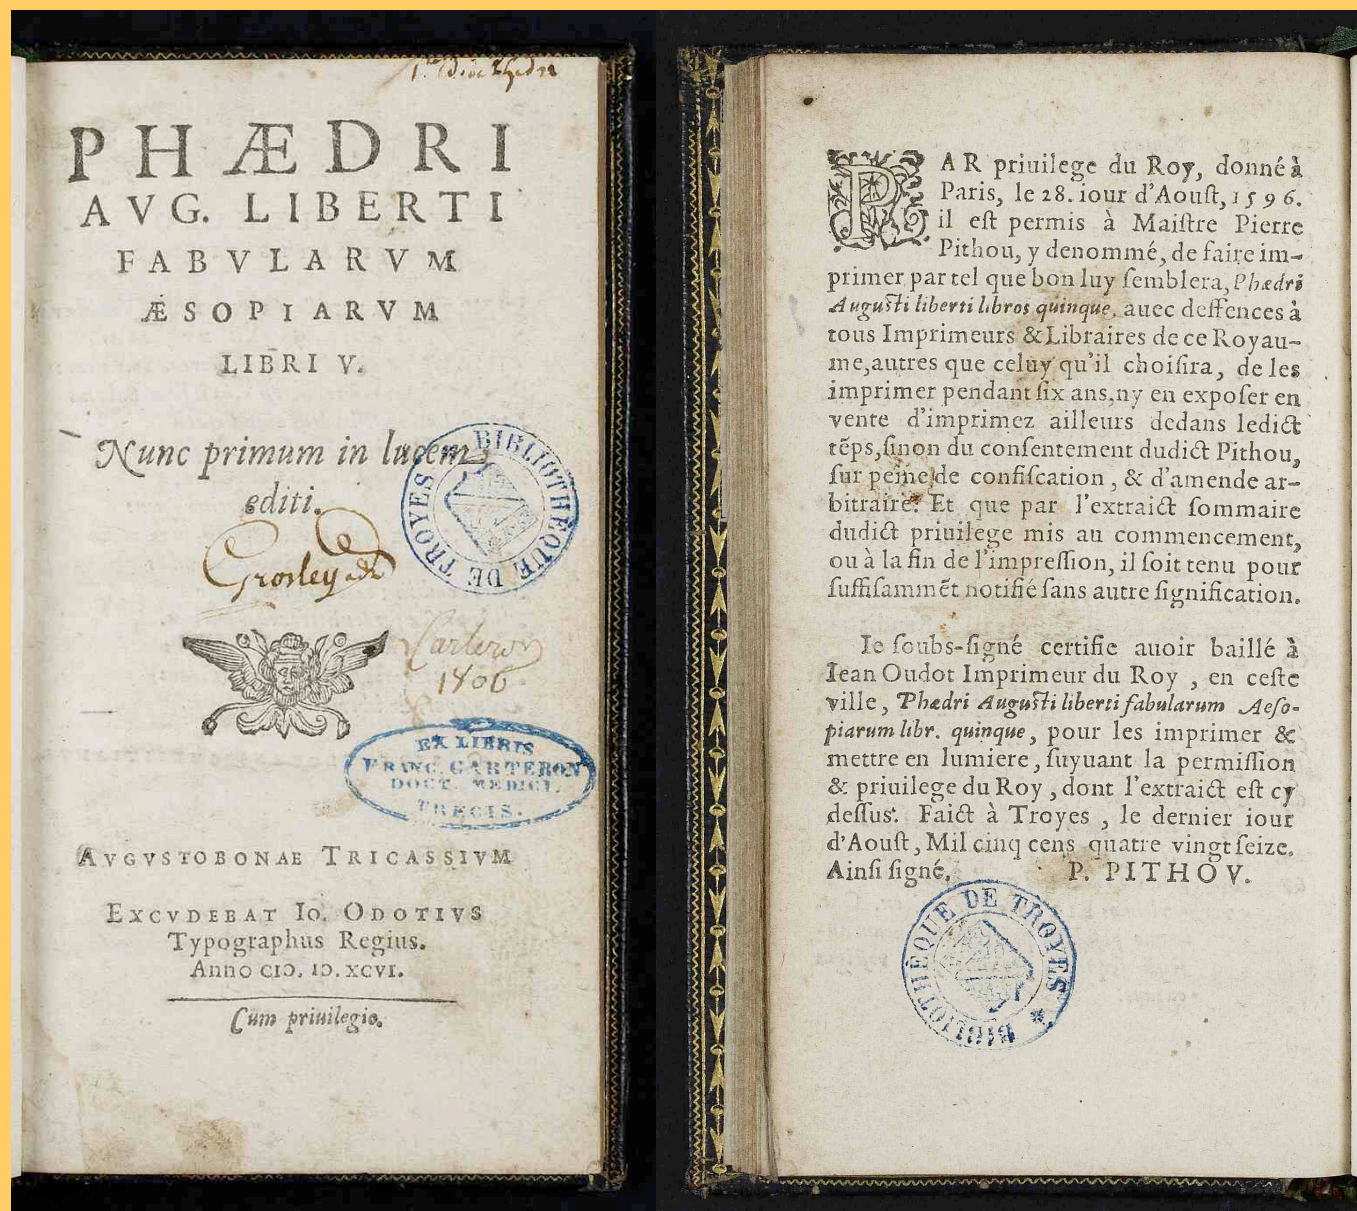 PHÆDRI
AVG. LIBERTI
FABVLARVM
ÆSOPIARVM
LIBRI V.
Nunc primum in lucem
editi.
BIBLIOTHEQUE DE TROYES
Grosley
Carteron
1806
EX LIBRIS
FRANC. CARTERON
DOCT. MEDICI.
TRECIS.
AVGVSTOBONAE TRICASSIVM
EXCVDEBAT IO. ODOTIVS
Typographus Regius.
Anno CIƆ. IƆ. XCVI.
Cum priuilegio.
PAR priuilege du Roy, donné à
Paris, le 28. iour d'Aouſt, 1596.
il eſt permis à Maiſtre Pierre
Pithou, y denommé, de faire im-
primer par tel que bon luy ſemblera, Phædri
Auguſti liberti libros quinque, auec deffences à
tous Imprimeurs & Libraires de ce Royau-
me, autres que celuy qu'il choiſira, de les
imprimer pendant ſix ans, ny en expoſer en
vente d'imprimez ailleurs dedans ledict
tẽps, ſinon du conſentement dudict Pithou,
ſur peine de confiſcation, & d'amende ar-
bitraire. Et que par l'extraict ſommaire
dudict priuilege mis au commencement,
ou à la fin de l'impreſſion, il ſoit tenu pour
ſuffiſammẽt notifié ſans autre ſignification.
Ie ſoubs-ſigné certifie auoir baillé à
Iean Oudot Imprimeur du Roy, en ceſte
ville, Phædri Auguſti liberti fabularum Aeſo-
piarum libr. quinque, pour les imprimer &
mettre en lumiere, ſuyuant la permiſſion
& priuilege du Roy, dont l'extraict eſt cy
deſſus. Faict à Troyes, le dernier iour
d'Aouſt, Mil cinq cens quatre vingt ſeize.
Ainſi ſigné, P. PITHOV.
BIBLIOTHÈQUE DE TROYES